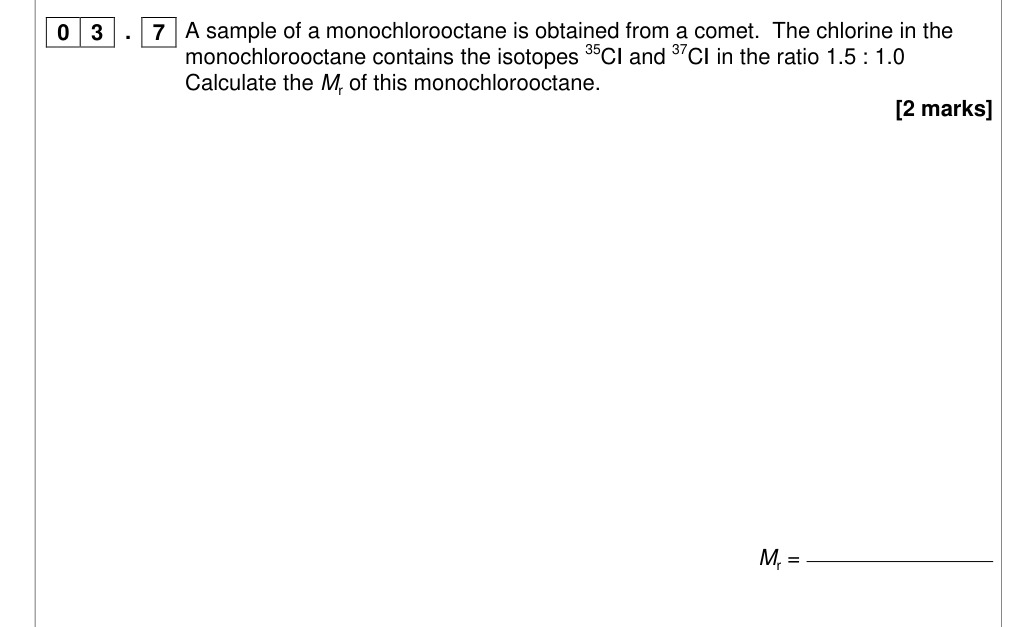 0 3 . 7 A sample of a monochlorooctane is obtained from a comet. The chlorine in the
monochlorooctane contains the isotopes ³⁵Cl and ³⁷Cl in the ratio 1.5 : 1.0
Calculate the Mᵣ of this monochlorooctane.
[2 marks]
Mᵣ =